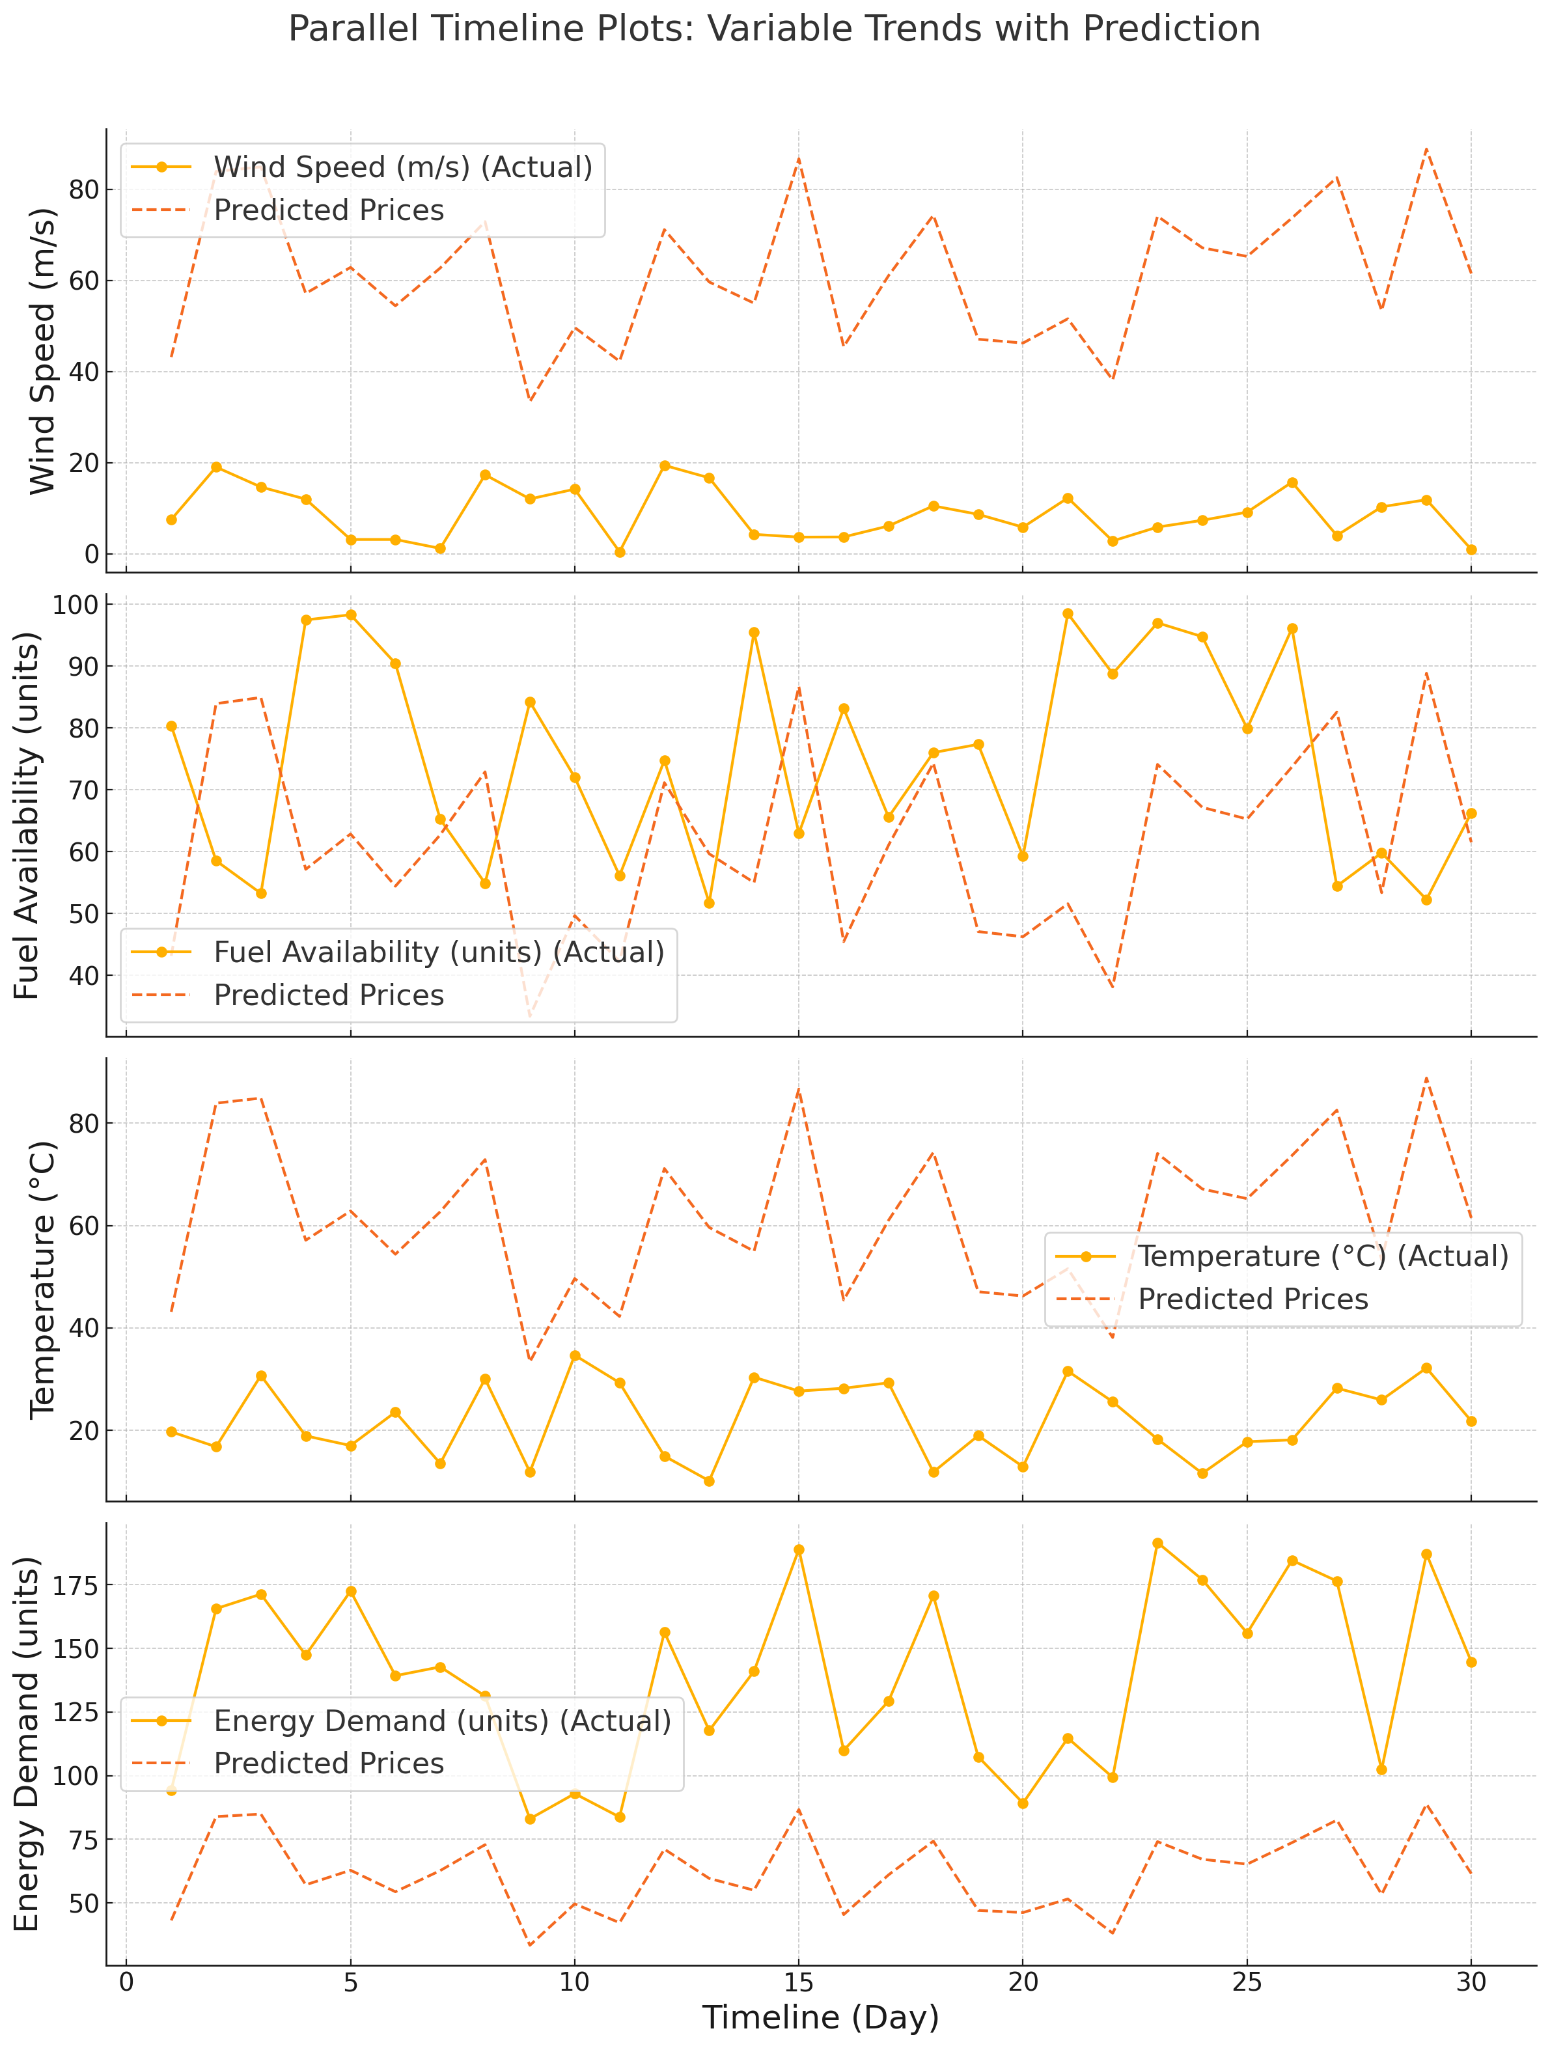 Parallel Timeline Plots: Variable Trends with Prediction
Wind Speed (m/s)
80
60
40
20
0
Wind Speed (m/s) (Actual)
Predicted Prices
Fuel Availability (units)
100
90
80
70
60
50
40
Fuel Availability (units) (Actual)
Predicted Prices
Temperature (°C)
80
60
40
20
Temperature (°C) (Actual)
Predicted Prices
Energy Demand (units)
175
150
125
100
75
50
Energy Demand (units) (Actual)
Predicted Prices
0 5 10 15 20 25 30
Timeline (Day)